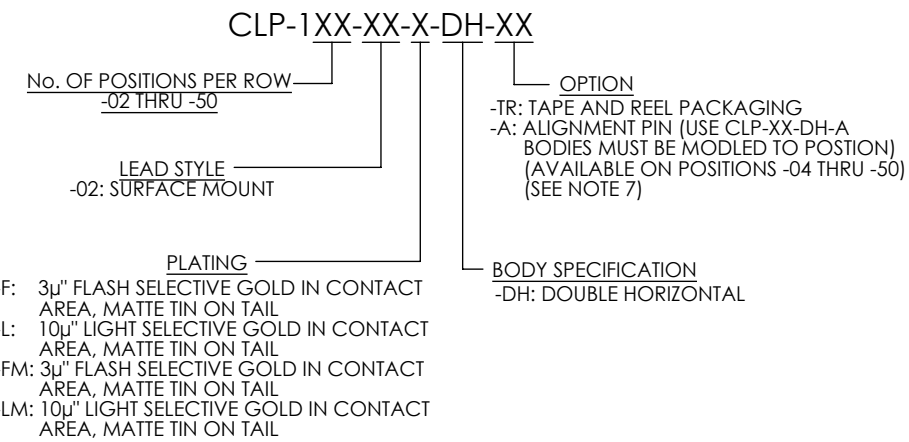 CLP-1XX-XX-X-DH-XX
No. OF POSITIONS PER ROW
-02 THRU -50
LEAD STYLE
-02: SURFACE MOUNT
PLATING
-F: 3µ" FLASH SELECTIVE GOLD IN CONTACT
AREA, MATTE TIN ON TAIL
-L: 10µ" LIGHT SELECTIVE GOLD IN CONTACT
AREA, MATTE TIN ON TAIL
-FM: 3µ" FLASH SELECTIVE GOLD IN CONTACT
AREA, MATTE TIN ON TAIL
-LM: 10µ" LIGHT SELECTIVE GOLD IN CONTACT
AREA, MATTE TIN ON TAIL
OPTION
-TR: TAPE AND REEL PACKAGING
-A: ALIGNMENT PIN (USE CLP-XX-DH-A
BODIES MUST BE MODLED TO POSTION)
(AVAILABLE ON POSITIONS -04 THRU -50)
(SEE NOTE 7)
BODY SPECIFICATION
-DH: DOUBLE HORIZONTAL